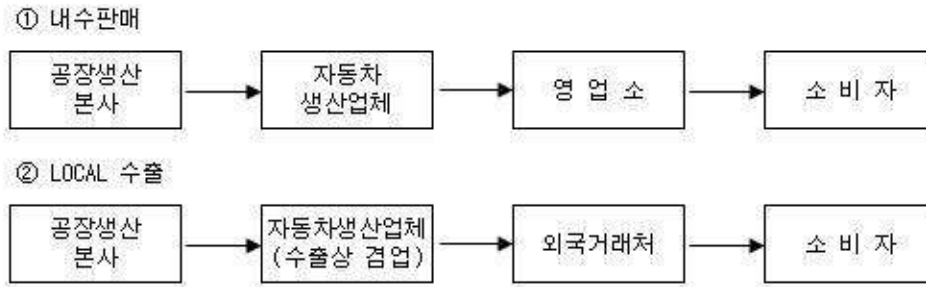 ① 내수판매
공장생산
본사
자동차
생산업체
영 업 소
소 비 자
② LOCAL 수출
공장생산
본사
자동차생산업체
(수출상 겸업)
외국거래처
소 비 자